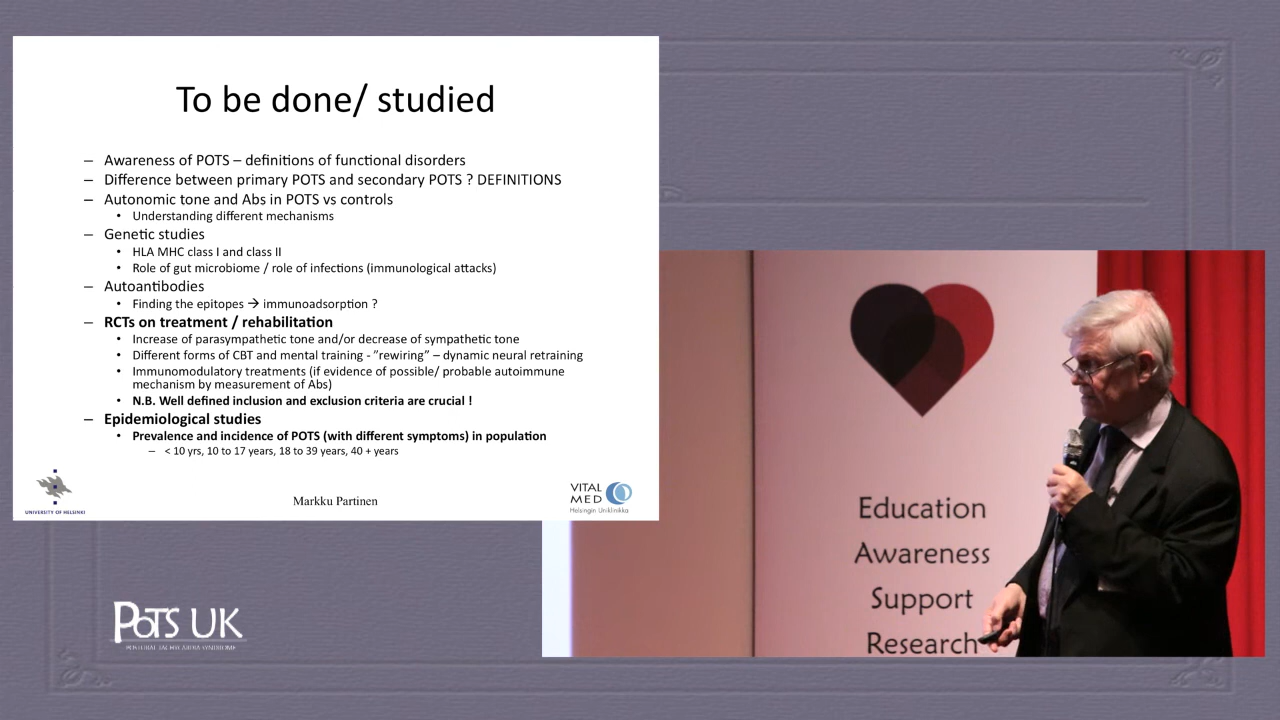 To be done/ studied
– Awareness of POTS – definitions of functional disorders
– Difference between primary POTS and secondary POTS ? DEFINITIONS
– Autonomic tone and Abs in POTS vs controls
• Understanding different mechanisms
– Genetic studies
• HLA MHC class I and class II
• Role of gut microbiome / role of infections (immunological attacks)
– Autoantibodies
• Finding the epitopes → immunoadsorption ?
– RCTs on treatment / rehabilitation
• Increase of parasympathetic tone and/or decrease of sympathetic tone
• Different forms of CBT and mental training - ”rewiring” – dynamic neural retraining
• Immunomodulatory treatments (if evidence of possible/ probable autoimmune
mechanism by measurement of Abs)
• N.B. Well defined inclusion and exclusion criteria are crucial !
– Epidemiological studies
• Prevalence and incidence of POTS (with different symptoms) in population
– < 10 yrs, 10 to 17 years, 18 to 39 years, 40 + years
UNIVERSITY OF HELSINKI
Markku Partinen
VITAL
MED
Helsingin Uniklinikka
Education
Awareness
Support
Research
PoTS UK
POSTURAL TACHYCARDIA SYNDROME